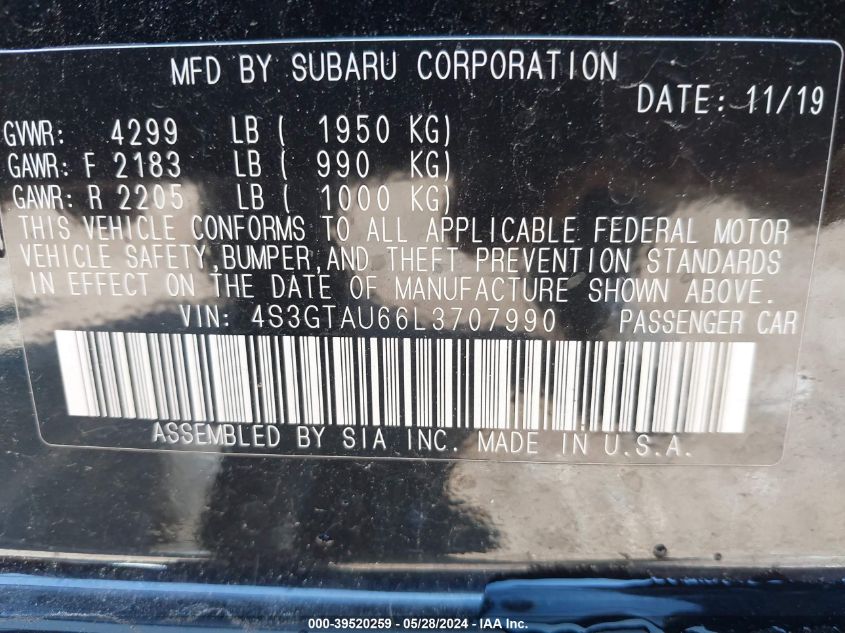 MFD BY SUBARU CORPORATION
DATE: 11/19
GVWR: 4299 LB ( 1950 KG)
GAWR: F 2183 LB ( 990 KG)
GAWR: R 2205 LB ( 1000 KG)
THIS VEHICLE CONFORMS TO ALL APPLICABLE FEDERAL MOTOR
VEHICLE SAFETY, BUMPER, AND THEFT PREVENTION STANDARDS
IN EFFECT ON THE DATE OF MANUFACTURE SHOWN ABOVE.
VIN: 4S3GTAU66L3707990 PASSENGER CAR
ASSEMBLED BY SIA INC. MADE IN U.S.A.
000-39520259 - 05/28/2024 - IAA Inc.